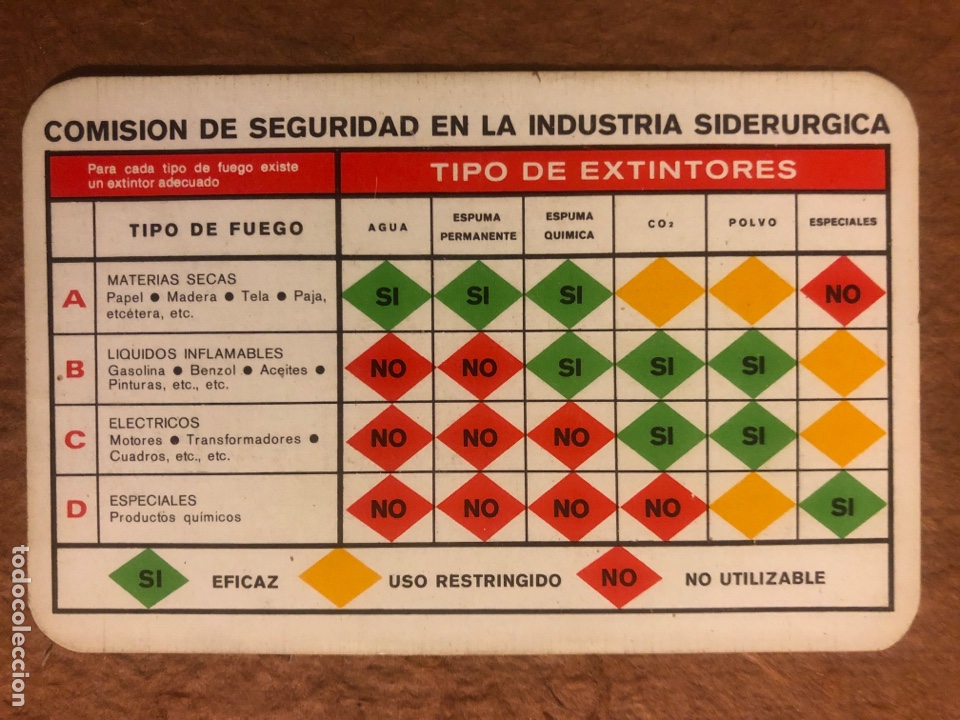 COMISION DE SEGURIDAD EN LA INDUSTRIA SIDERURGICA
Para cada tipo de fuego existe
un extintor adecuado
TIPO DE EXTINTORES
TIPO DE FUEGO
AGUA
ESPUMA
PERMANENTE
ESPUMA
QUIMICA
CO₂
POLVO
ESPECIALES
A
MATERIAS SECAS
Papel ● Madera ● Tela ● Paja,
etcétera, etc.
SI SI SI NO
B
LIQUIDOS INFLAMABLES
Gasolina ● Benzol ● Aceites ●
Pinturas, etc., etc.
NO NO SI SI SI
C
ELECTRICOS
Motores ● Transformadores ●
Cuadros, etc., etc.
NO NO NO SI SI
D
ESPECIALES
Productos químicos
NO NO NO NO SI
SI EFICAZ USO RESTRINGIDO NO NO UTILIZABLE
todocoleccion